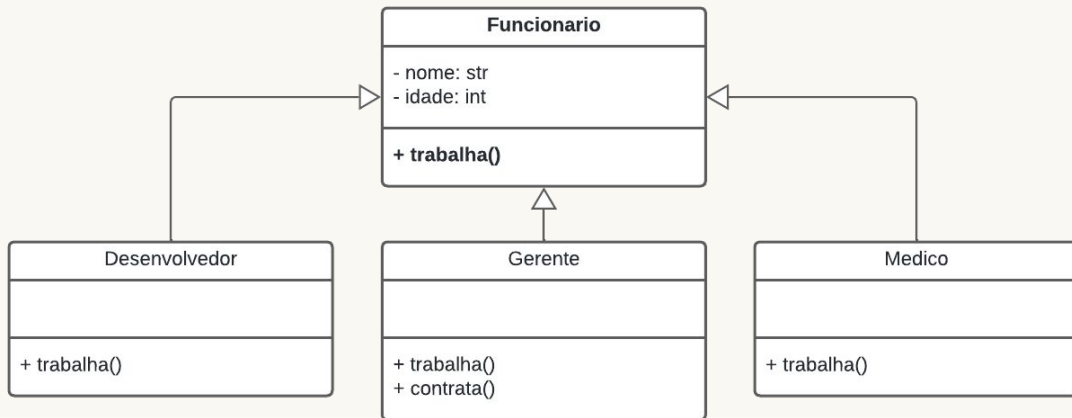 Funcionario
- nome: str
- idade: int
+ trabalha()
Desenvolvedor
+ trabalha()
Gerente
+ trabalha()
+ contrata()
Medico
+ trabalha()